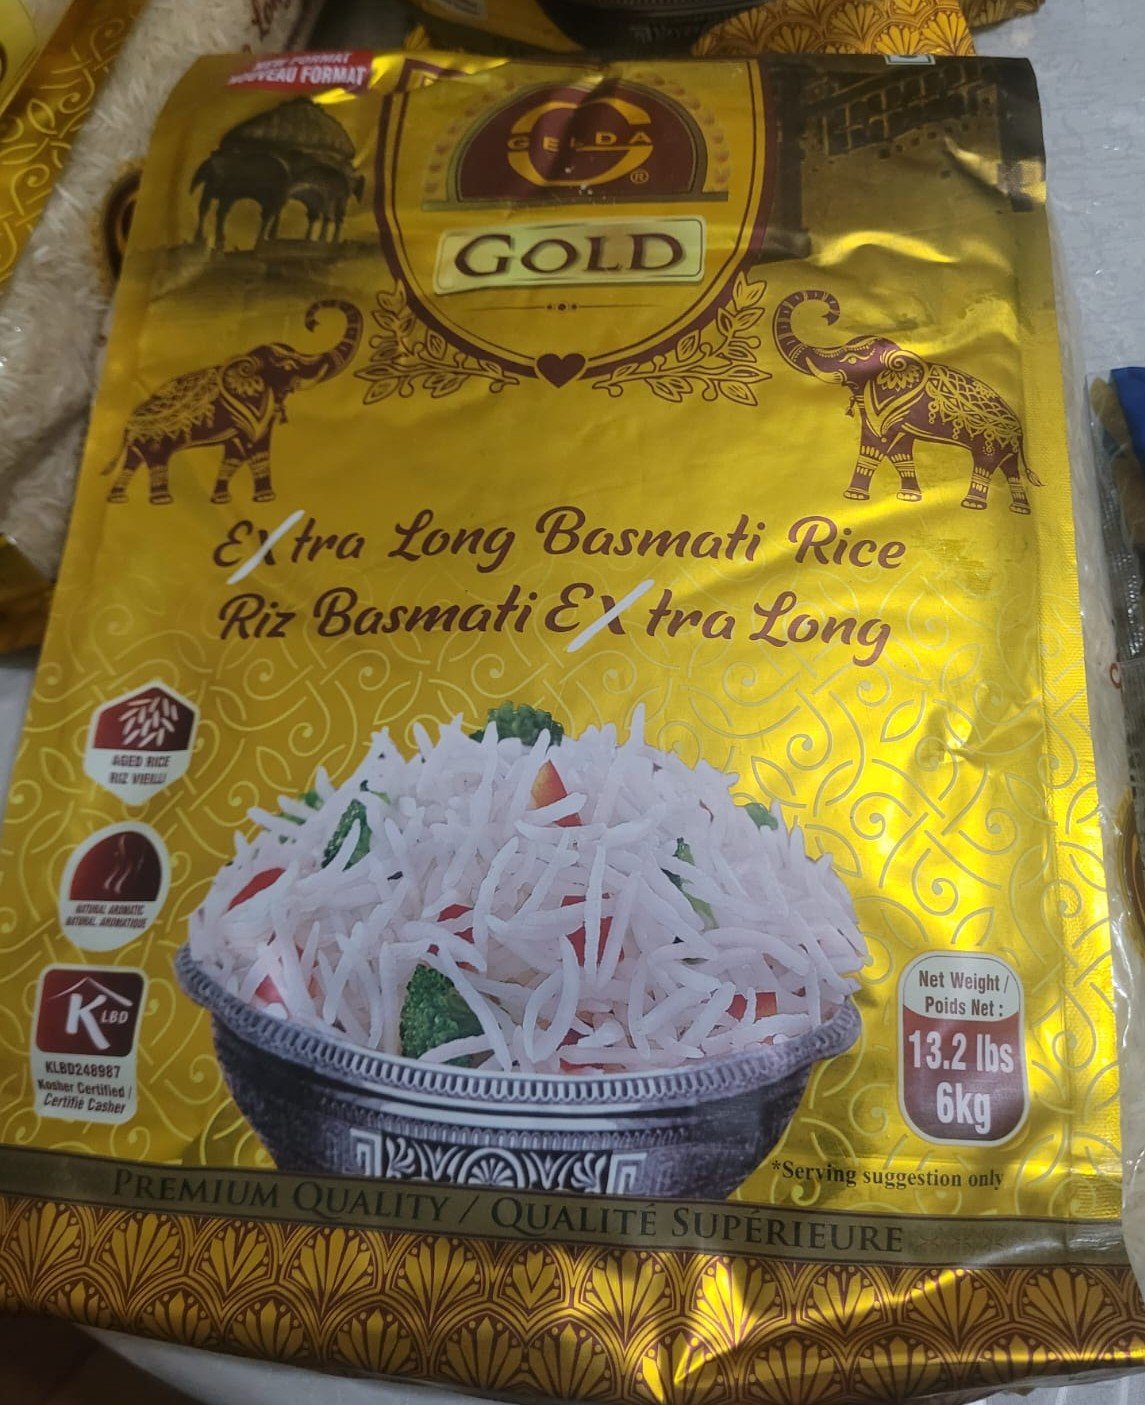 NEW FORMAT
NOUVEAU FORMAT
GELDA
®
GOLD
Extra Long Basmati Rice
Riz Basmati Extra Long
AGED RICE
RIZ VIEILLI
NATURAL AROMATIC
NATURAL AROMATIQUE
K LBD
KLBD248987
Kosher Certified /
Certifié Casher
Net Weight /
Poids Net :
13.2 lbs
6kg
*Serving suggestion only
PREMIUM QUALITY / QUALITÉ SUPÉRIEURE